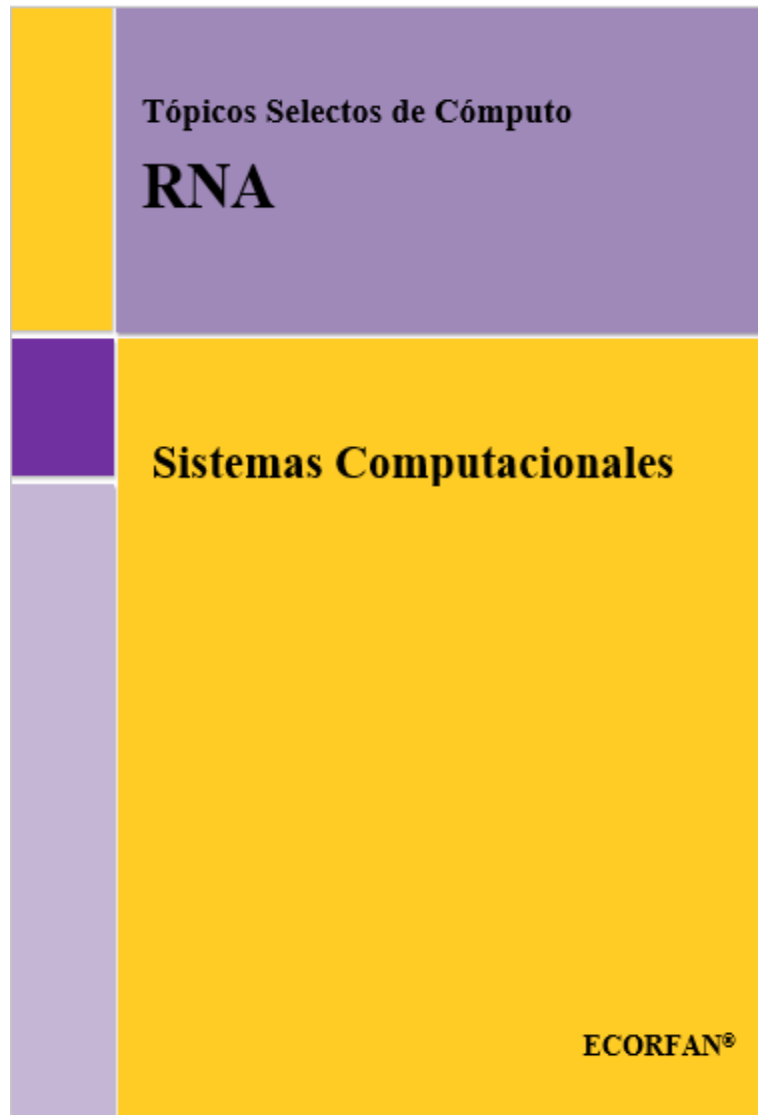 Tópicos Selectos de Cómputo
RNA
Sistemas Computacionales
ECORFAN®